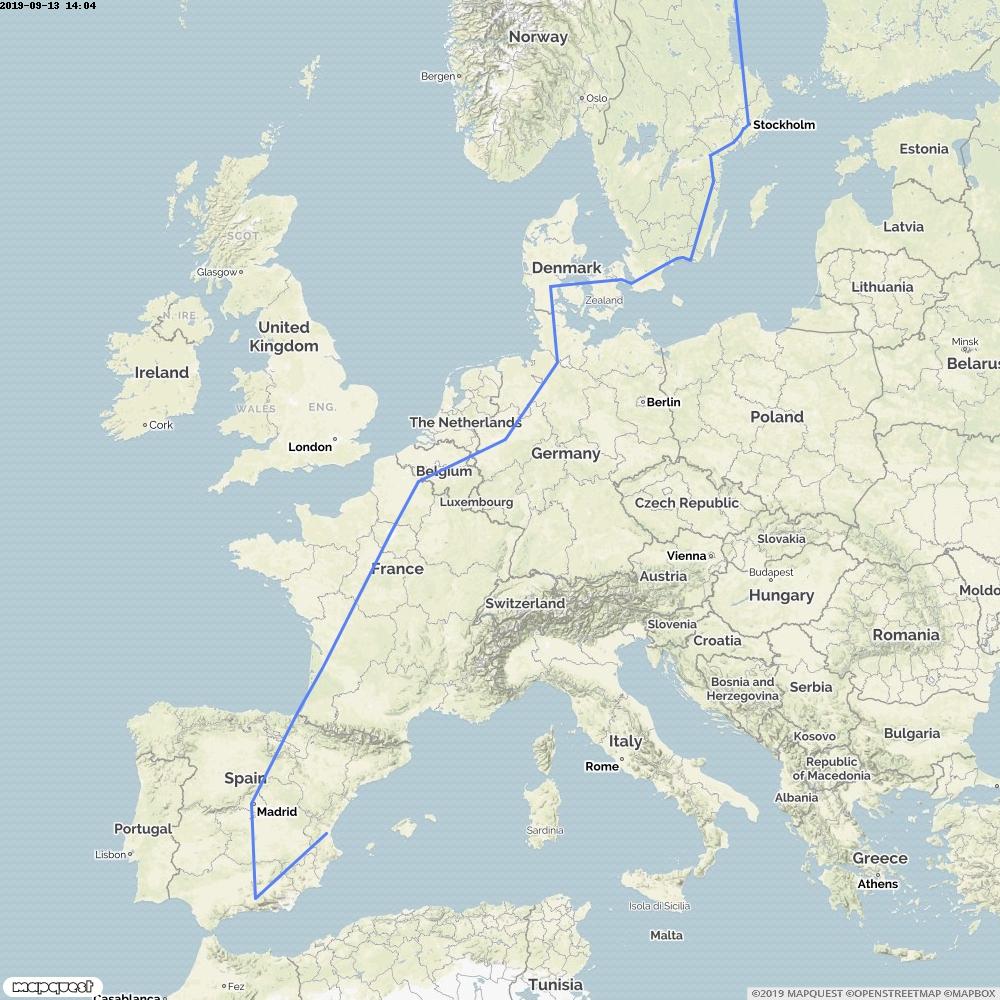 2019-09-13 14:04
Norway
Bergen
Oslo
Stockholm
Estonia
SCOT
Latvia
Glasgow
Denmark
Lithuania
Zealand
N. IRE.
United
Kingdom
Minsk
Belarus
Ireland
WALES
ENG.
Berlin
Poland
Cork
The Netherlands
London
Germany
Belgium
Luxembourg
Czech Republic
Slovakia
Vienna
France
Austria
Budapest
Moldo
Hungary
Switzerland
Slovenia
Croatia
Romania
Bosnia and
Herzegovina
Serbia
Italy
Kosovo
Bulgaria
Rome
Republic
of Macedonia
Spain
Albania
Madrid
Portugal
Sardinia
Lisbon
Greece
Athens
Isola di Sicilia
Malta
Fez
Tunisia
mapquest
Casablanca
©2019 MAPQUEST ©OPENSTREETMAP ©MAPBOX